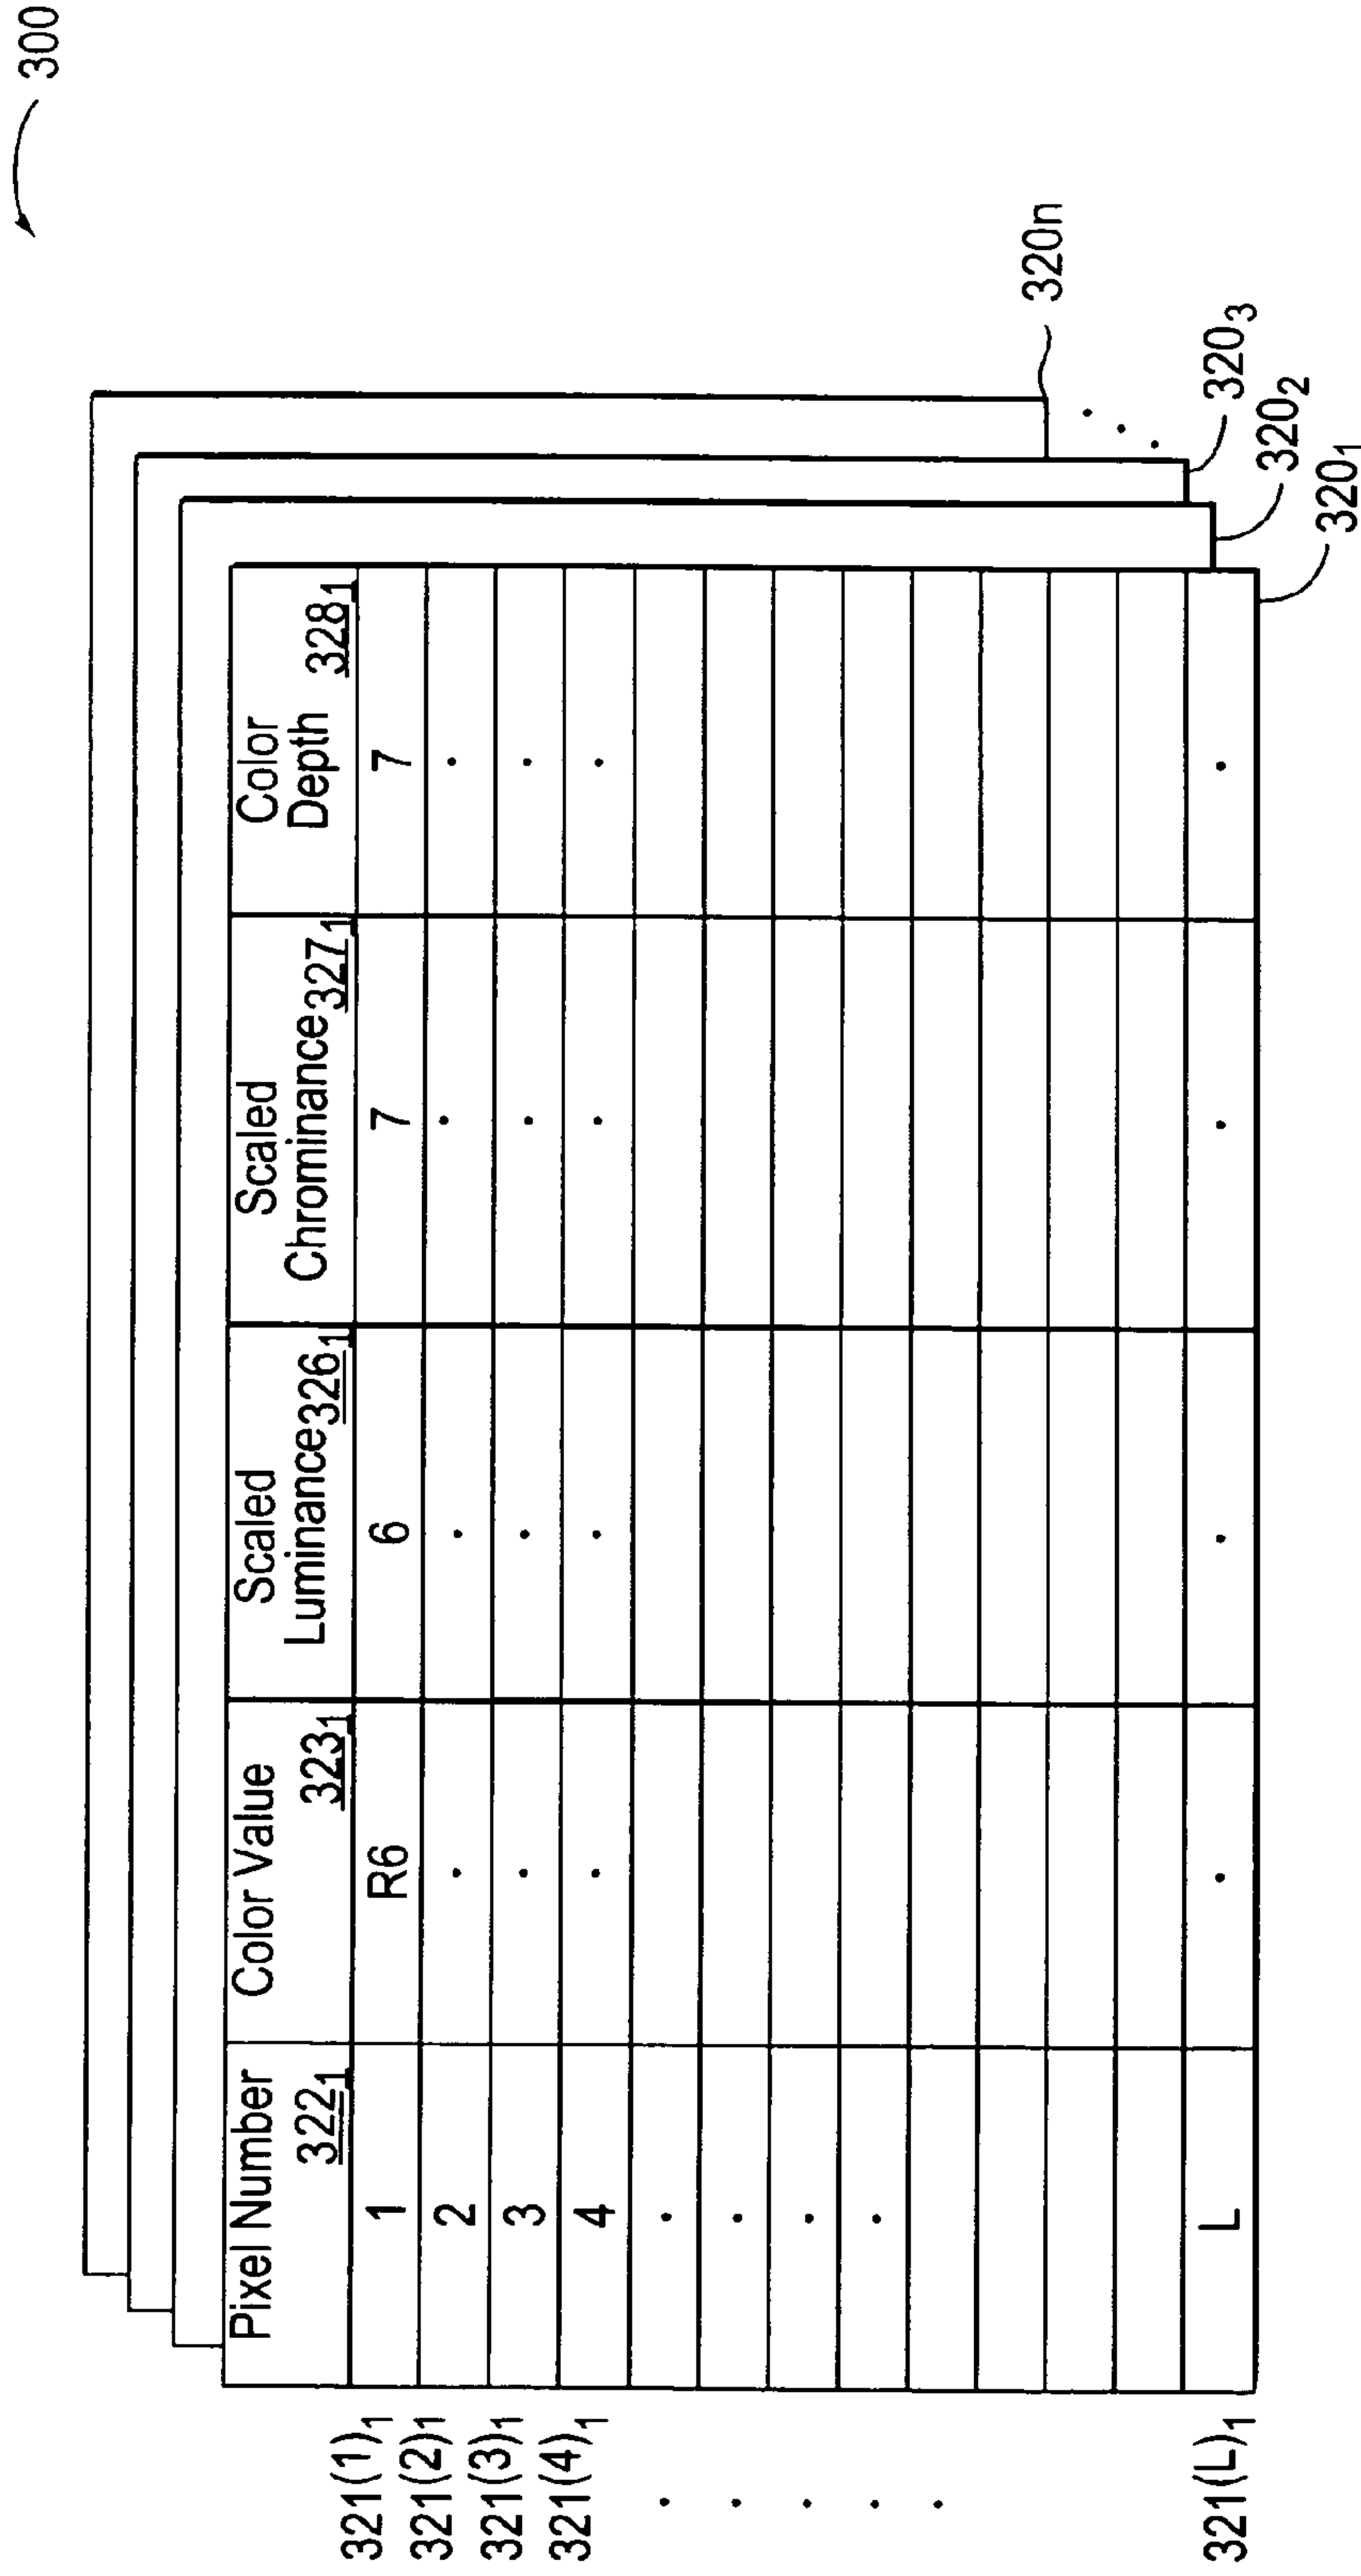 300
Pixel Number 322₁
Color Value 323₁
Scaled Luminance 326₁
Scaled Chrominance 327₁
Color Depth 328₁
321(1)₁ 1 R6 6 7 7
321(2)₁ 2 . . . .
321(3)₁ 3 . . . .
321(4)₁ 4 . . . .
. .
. .
. .
. .
.
321(L)₁ L . . . .
320n
. . .
320₃
320₂
320₁